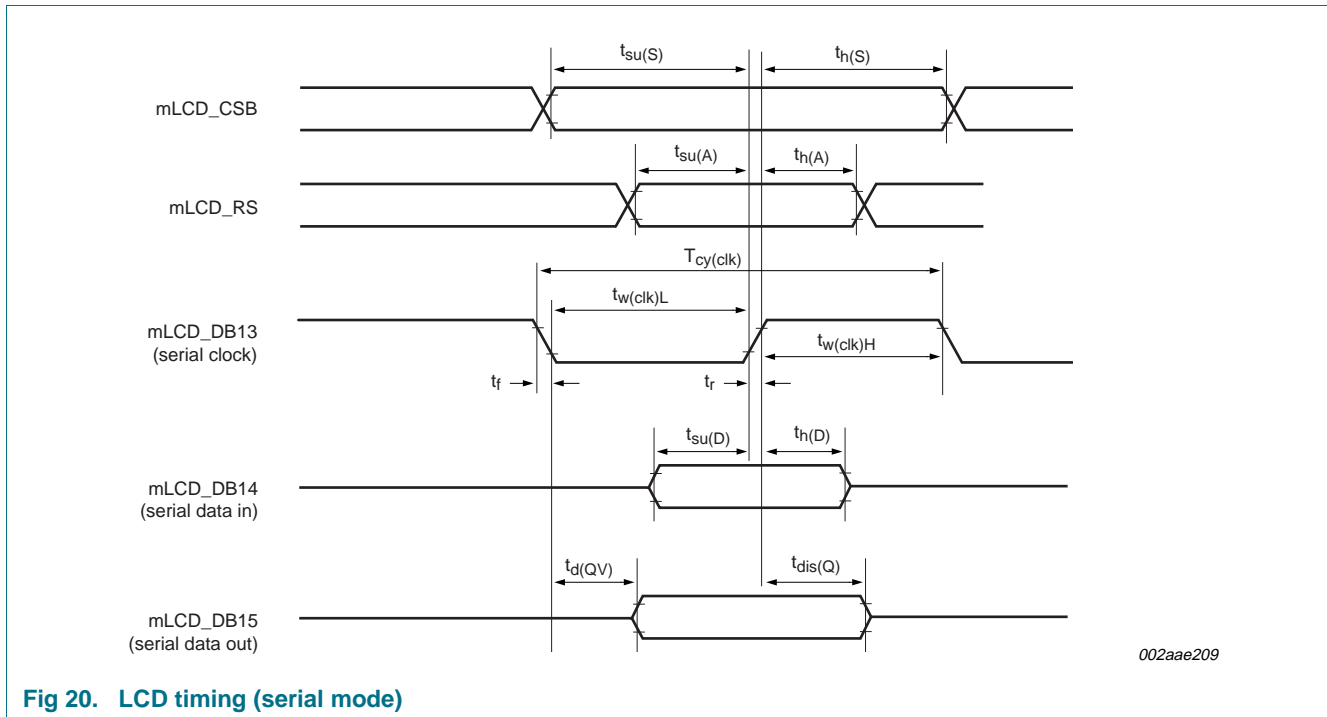 tsu(S)
th(S)
mLCD_CSB
tsu(A)
th(A)
mLCD_RS
Tcy(clk)
tw(clk)L
mLCD_DB13
(serial clock)
tw(clk)H
tf
tr
tsu(D)
th(D)
mLCD_DB14
(serial data in)
td(QV)
tdis(Q)
mLCD_DB15
(serial data out)
002aae209
Fig 20. LCD timing (serial mode)